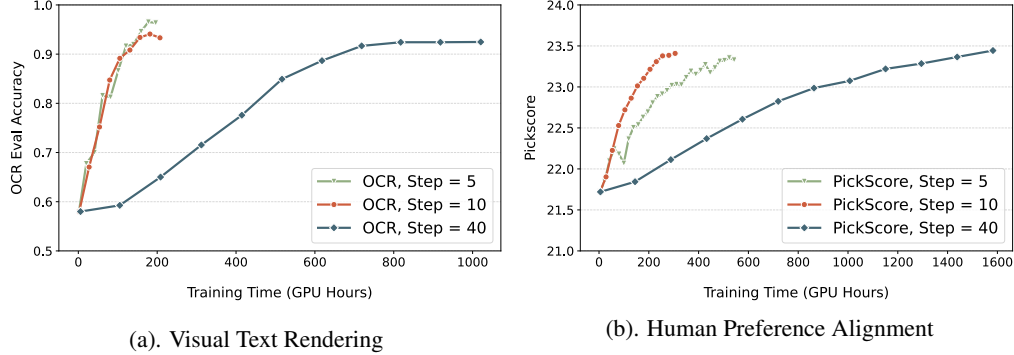 1.0
0.9
0.8
0.7
0.6
0.5
OCR Eval Accuracy
OCR, Step = 5
OCR, Step = 10
OCR, Step = 40
0 200 400 600 800 1000
Training Time (GPU Hours)
(a). Visual Text Rendering
24.0
23.5
23.0
22.5
22.0
21.5
21.0
Pickscore
PickScore, Step = 5
PickScore, Step = 10
PickScore, Step = 40
0 200 400 600 800 1000 1200 1400 1600
Training Time (GPU Hours)
(b). Human Preference Alignment